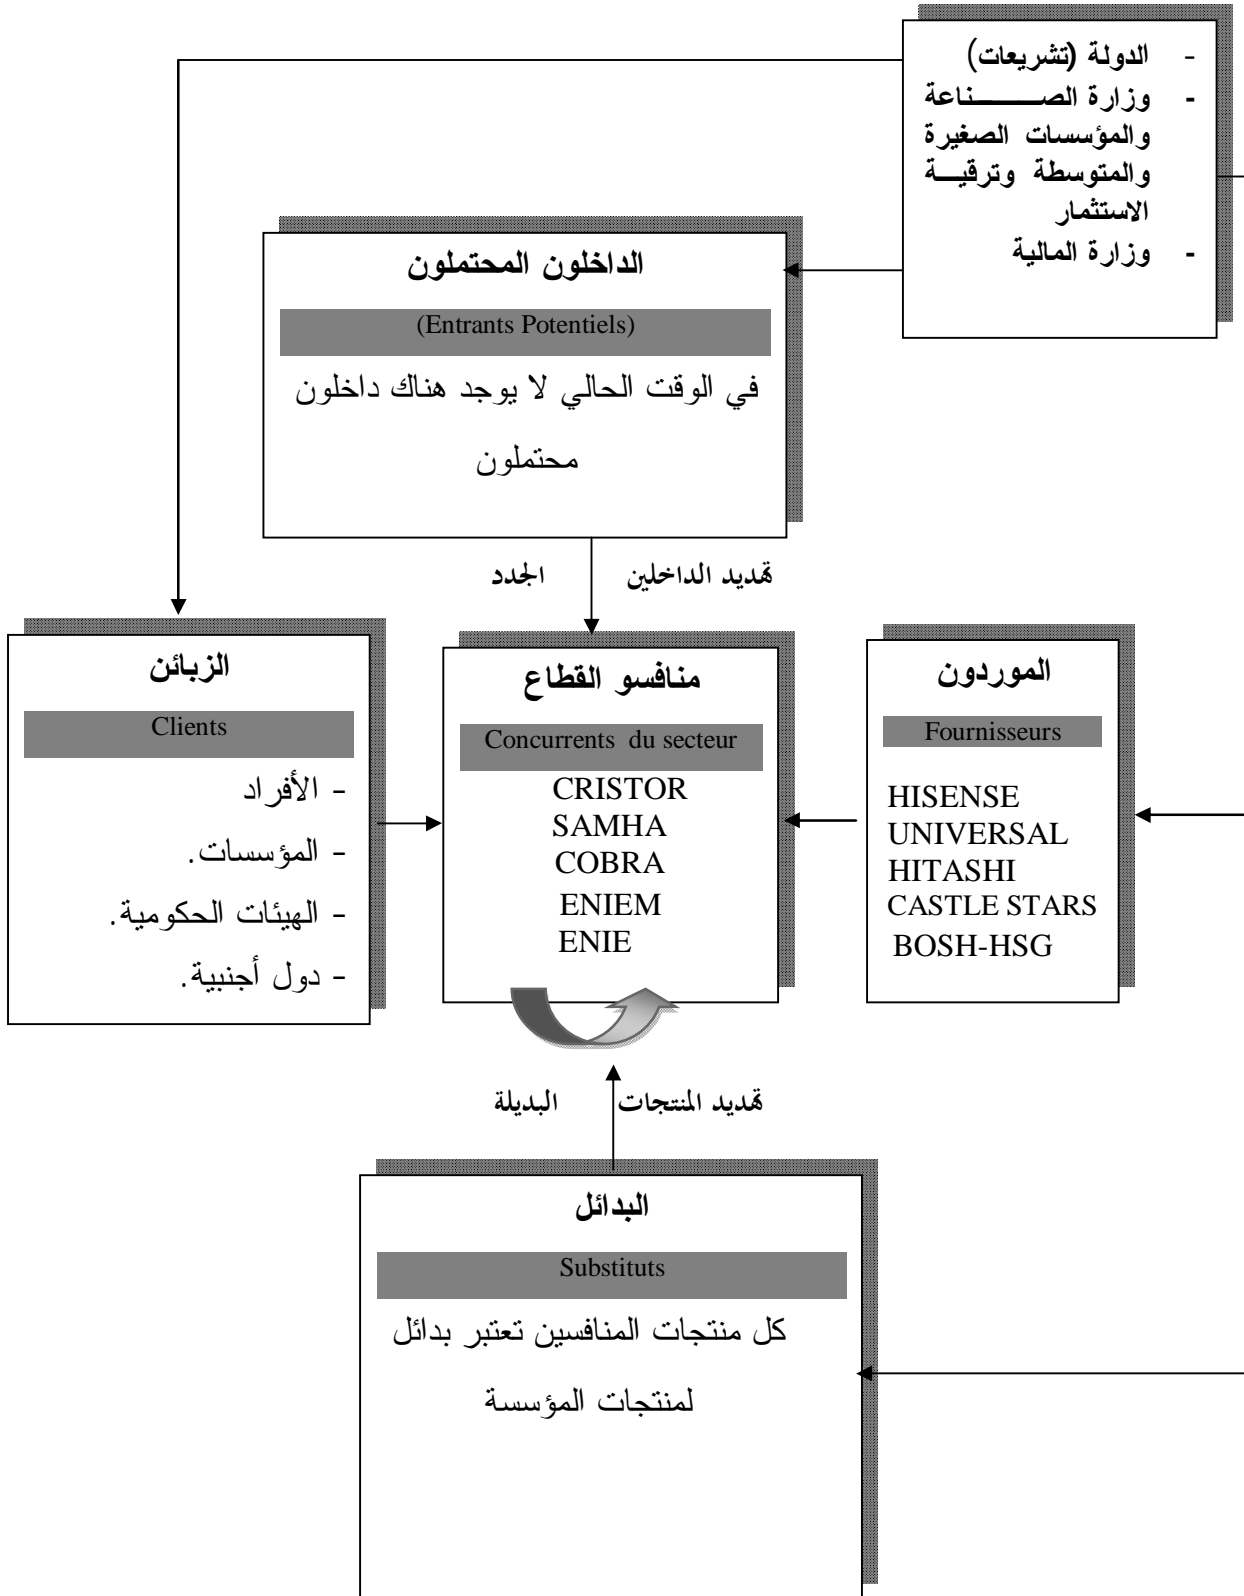 - الدولة (تشريعات)
- وزارة الصـــــــناعة
والمؤسسات الصغيرة
والمتوسطة وترقيـــة
الاستثمار
- وزارة المالية
الداخلون المحتملون
(Entrants Potentiels)
في الوقت الحالي لا يوجد هناك داخلون
محتملون
تهديد الداخلين الجدد
الموردون
Fournisseurs
HISENSE
UNIVERSAL
HITASHI
CASTLE STARS
BOSH-HSG
منافسو القطاع
Concurrents du secteur
CRISTOR
SAMHA
COBRA
ENIEM
ENIE
الزبائن
Clients
- الأفراد
- المؤسسات.
- الهيئات الحكومية.
- دول أجنبية.
تهديد المنتجات البديلة
البدائل
Substituts
كل منتجات المنافسين تعتبر بدائل
لمنتجات المؤسسة